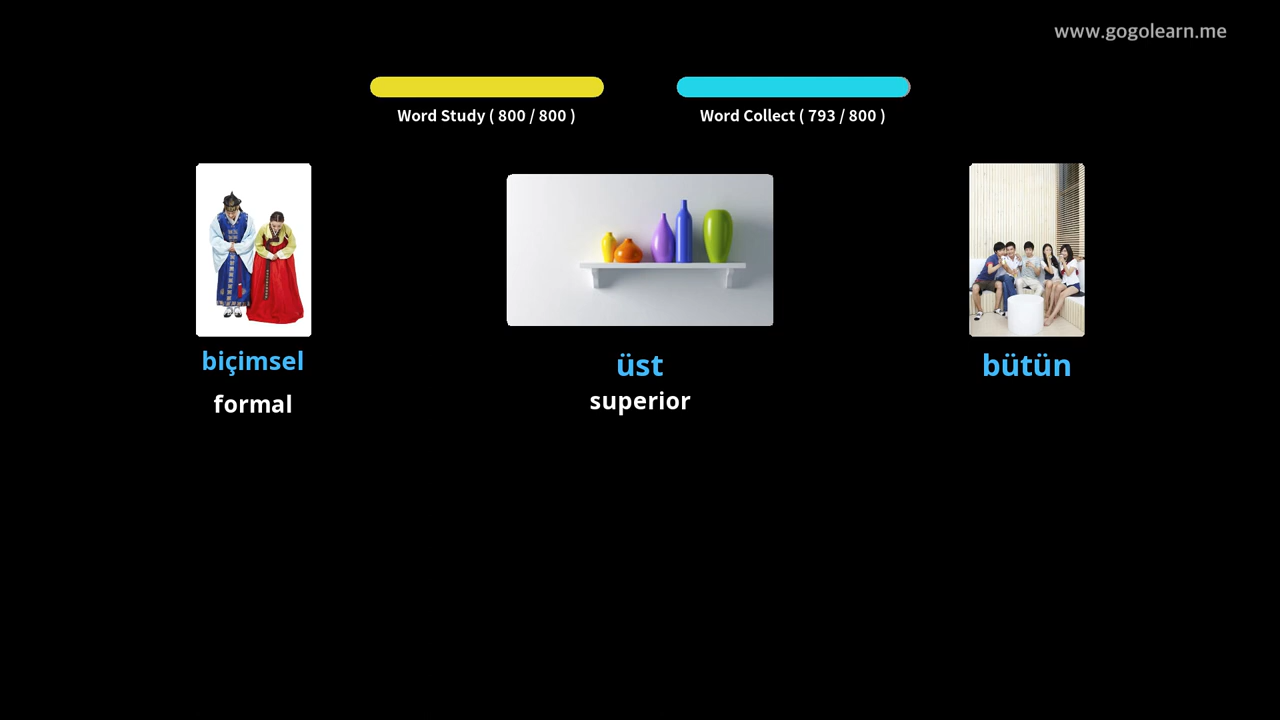 www.gogolearn.me
Word Study ( 800 / 800 )
Word Collect ( 793 / 800 )
biçimsel
formal
üst
superior
bütün